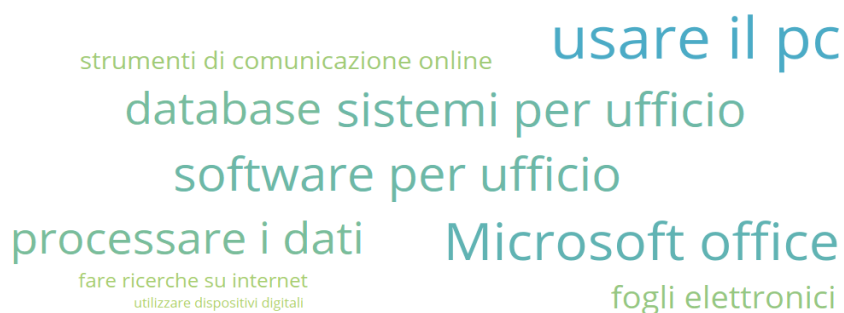 usare il pc
strumenti di comunicazione online
database
sistemi per ufficio
software per ufficio
processare i dati
Microsoft office
fare ricerche su internet
utilizzare dispositivi digitali
fogli elettronici